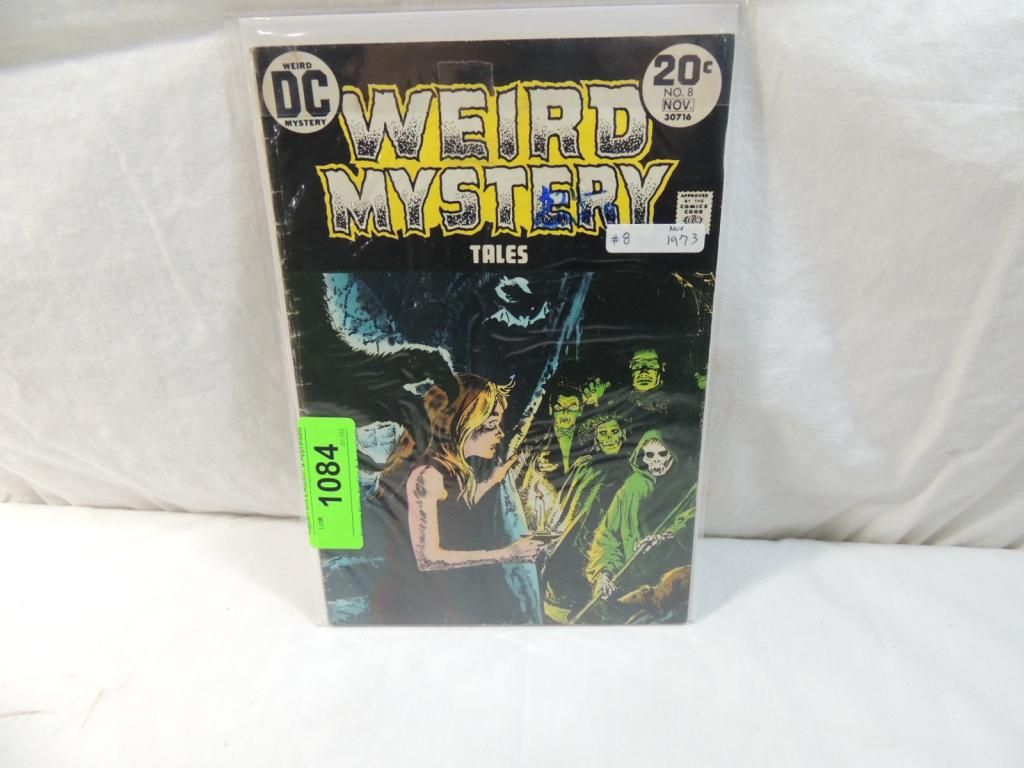 WEIRD
DC
MYSTERY
20¢
NO. 8
NOV.
30716
WEIRD
MYSTERY
TALES
APPROVED
BY THE
COMICS
CODE
#8 NOV 1973
Lot# 1084